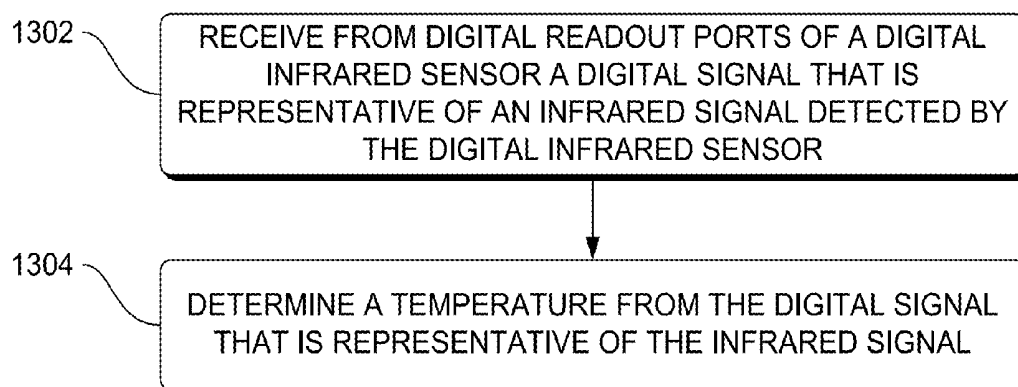 1302
RECEIVE FROM DIGITAL READOUT PORTS OF A DIGITAL
INFRARED SENSOR A DIGITAL SIGNAL THAT IS
REPRESENTATIVE OF AN INFRARED SIGNAL DETECTED BY
THE DIGITAL INFRARED SENSOR
1304
DETERMINE A TEMPERATURE FROM THE DIGITAL SIGNAL
THAT IS REPRESENTATIVE OF THE INFRARED SIGNAL